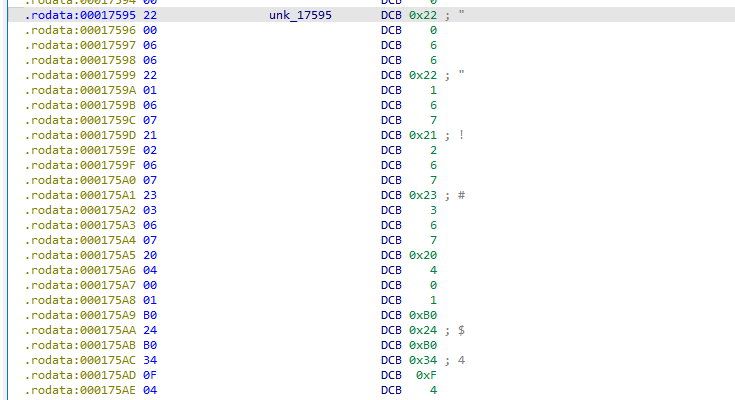 .rodata:00017594 00 DCB 0
.rodata:00017595 22 unk_17595 DCB 0x22 ; "
.rodata:00017596 00 DCB 0
.rodata:00017597 06 DCB 6
.rodata:00017598 06 DCB 6
.rodata:00017599 22 DCB 0x22 ; "
.rodata:0001759A 01 DCB 1
.rodata:0001759B 06 DCB 6
.rodata:0001759C 07 DCB 7
.rodata:0001759D 21 DCB 0x21 ; !
.rodata:0001759E 02 DCB 2
.rodata:0001759F 06 DCB 6
.rodata:000175A0 07 DCB 7
.rodata:000175A1 23 DCB 0x23 ; #
.rodata:000175A2 03 DCB 3
.rodata:000175A3 06 DCB 6
.rodata:000175A4 07 DCB 7
.rodata:000175A5 20 DCB 0x20
.rodata:000175A6 04 DCB 4
.rodata:000175A7 00 DCB 0
.rodata:000175A8 01 DCB 1
.rodata:000175A9 B0 DCB 0xB0
.rodata:000175AA 24 DCB 0x24 ; $
.rodata:000175AB B0 DCB 0xB0
.rodata:000175AC 34 DCB 0x34 ; 4
.rodata:000175AD 0F DCB 0xF
.rodata:000175AE 04 DCB 4